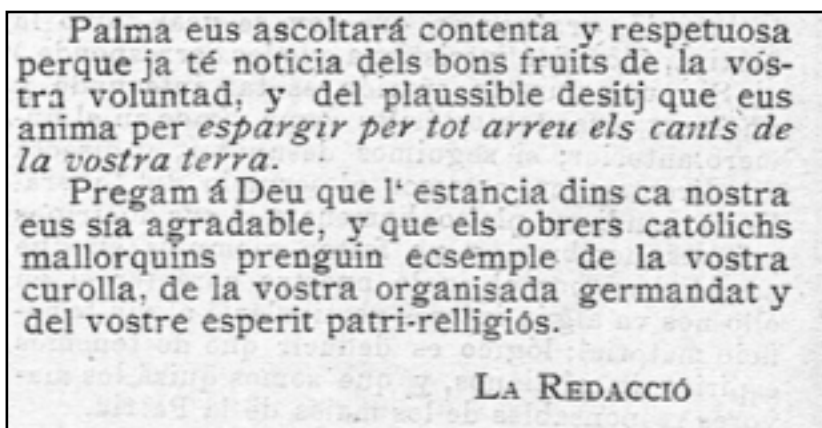 Palma eus ascoltará contenta y respetuosa
perque ja té noticia dels bons fruits de la vos-
tra voluntad, y del plaussible desitj que eus
anima per espargir per tot arreu els cants de
la vostra terra.
Pregam á Deu que l‘ estancia dins ca nostra
eus sía agradable, y que els obrers católichs
mallorquins prenguin ecsemple de la vostra
curolla, de la vostra organisada germandat y
del vostre esperit patri-relligiós.
LA REDACCIÓ